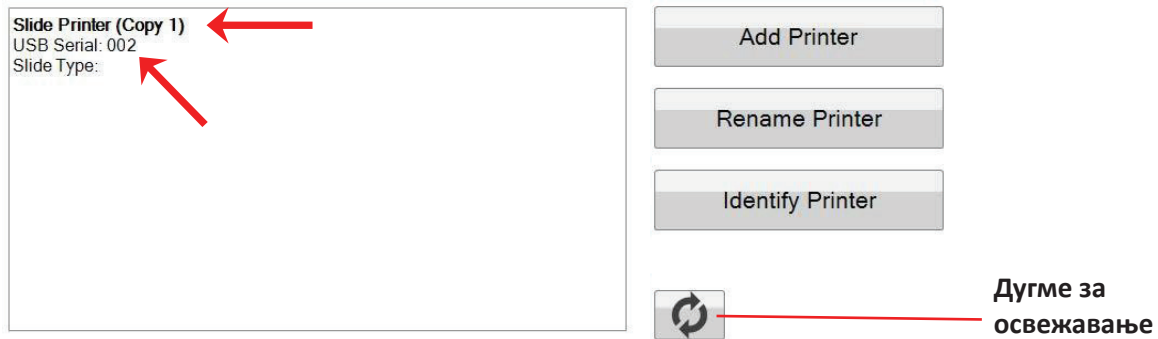 Slide Printer (Copy 1)
USB Serial: 002
Slide Type:
Add Printer
Rename Printer
Identify Printer
Дугме за
освежавање